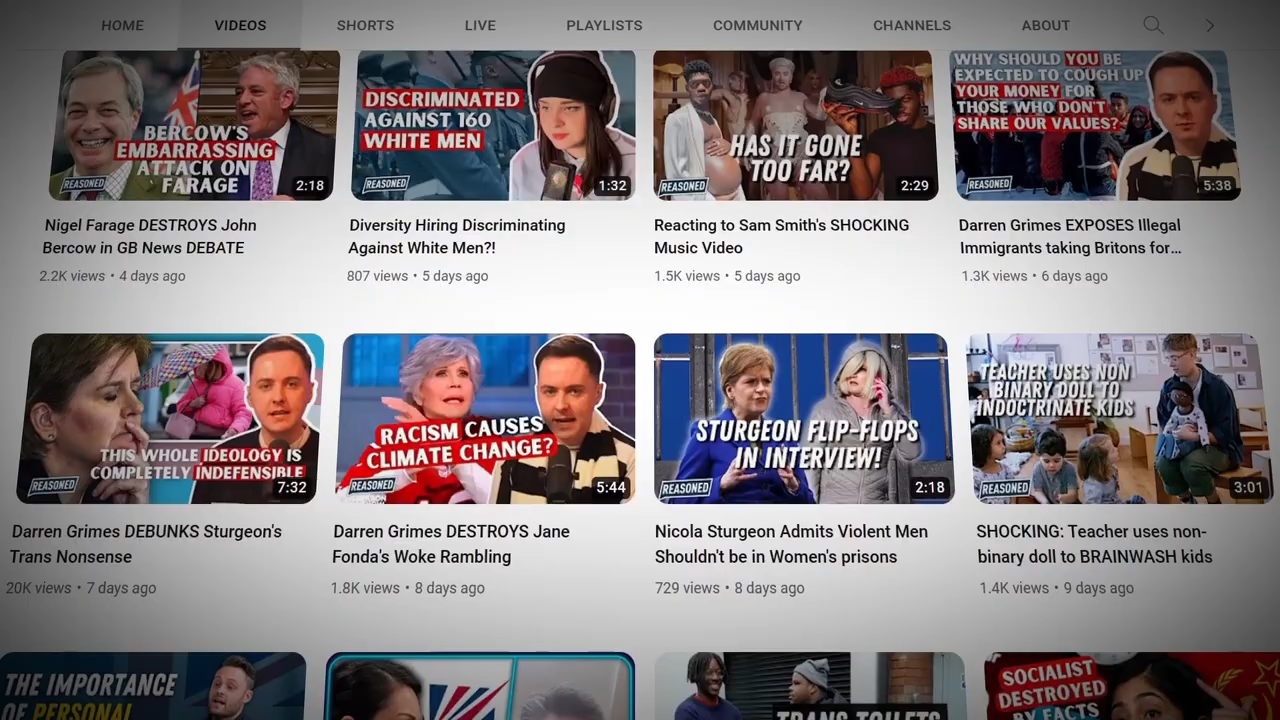 HOME
VIDEOS
SHORTS
LIVE
PLAYLISTS
COMMUNITY
CHANNELS
ABOUT
BERCOW'S
EMBARRASSING
ATTACK ON
FARAGE
REASONED
2:18
DISCRIMINATED
AGAINST 160
WHITE MEN
REASONED
1:32
HAS IT GONE
TOO FAR?
REASONED
2:29
WHY SHOULD YOU BE
EXPECTED TO COUGH UP
YOUR MONEY FOR
THOSE WHO DON'T
SHARE OUR VALUES?
REASONED
5:38
Nigel Farage DESTROYS John
Bercow in GB News DEBATE
2.2K views • 4 days ago
Diversity Hiring Discriminating
Against White Men?!
807 views • 5 days ago
Reacting to Sam Smith's SHOCKING
Music Video
1.5K views • 5 days ago
Darren Grimes EXPOSES Illegal
Immigrants taking Britons for...
1.3K views • 6 days ago
THIS WHOLE IDEOLOGY IS
COMPLETELY INDEFENSIBLE
REASONED
7:32
RACISM CAUSES
CLIMATE CHANGE?
REASONED
5:44
STURGEON FLIP-FLOPS
IN INTERVIEW!
REASONED
2:18
TEACHER USES NON
BINARY DOLL TO
INDOCTRINATE KIDS
REASONED
3:01
Darren Grimes DEBUNKS Sturgeon's
Trans Nonsense
20K views • 7 days ago
Darren Grimes DESTROYS Jane
Fonda's Woke Rambling
1.8K views • 8 days ago
Nicola Sturgeon Admits Violent Men
Shouldn't be in Women's prisons
729 views • 8 days ago
SHOCKING: Teacher uses non-
binary doll to BRAINWASH kids
1.4K views • 9 days ago
THE IMPORTANCE
OF PERSONAL
TRANS TOILETS
SOCIALIST
DESTROYED
BY FACTS